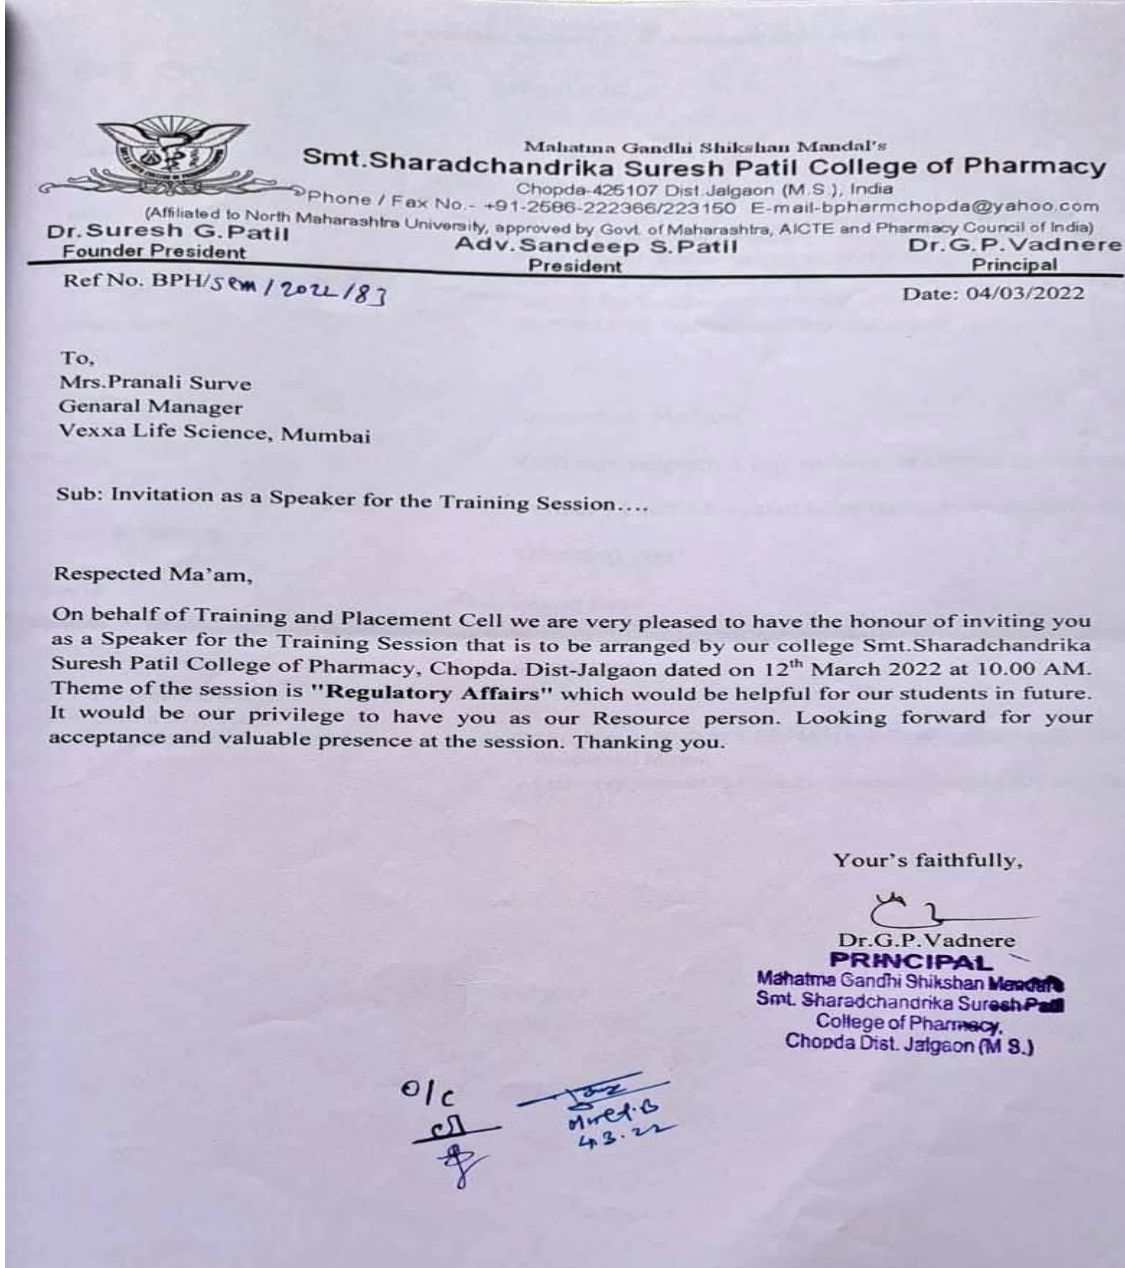 Mahatma Gandhi Shikshan Mandal's
Smt.Sharadchandrika Suresh Patil College of Pharmacy
Chopda-425107 Dist.Jalgaon (M.S.), India
Phone / Fax No.- +91-2586-222366/223150 E-mail-bpharmchopda@yahoo.com
(Affiliated to North Maharashtra University, approved by Govt. of Maharashtra, AICTE and Pharmacy Council of India)
Dr.Suresh G.Patil Adv.Sandeep S.Patil Dr.G.P.Vadnere
Founder President President Principal
Ref No. BPH/sem/2022/83 Date: 04/03/2022
To,
Mrs.Pranali Surve
Genaral Manager
Vexxa Life Science, Mumbai
Sub: Invitation as a Speaker for the Training Session....
Respected Ma'am,
On behalf of Training and Placement Cell we are very pleased to have the honour of inviting you
as a Speaker for the Training Session that is to be arranged by our college Smt.Sharadchandrika
Suresh Patil College of Pharmacy, Chopda. Dist-Jalgaon dated on 12th March 2022 at 10.00 AM.
Theme of the session is "Regulatory Affairs" which would be helpful for our students in future.
It would be our privilege to have you as our Resource person. Looking forward for your
acceptance and valuable presence at the session. Thanking you.
Your's faithfully,
Dr.G.P.Vadnere
PRINCIPAL
Mahatma Gandhi Shikshan Mandal's
Smt. Sharadchandrika Suresh Patil
College of Pharmacy,
Chopda Dist. Jalgaon (M S.)
O/c
4.3.22